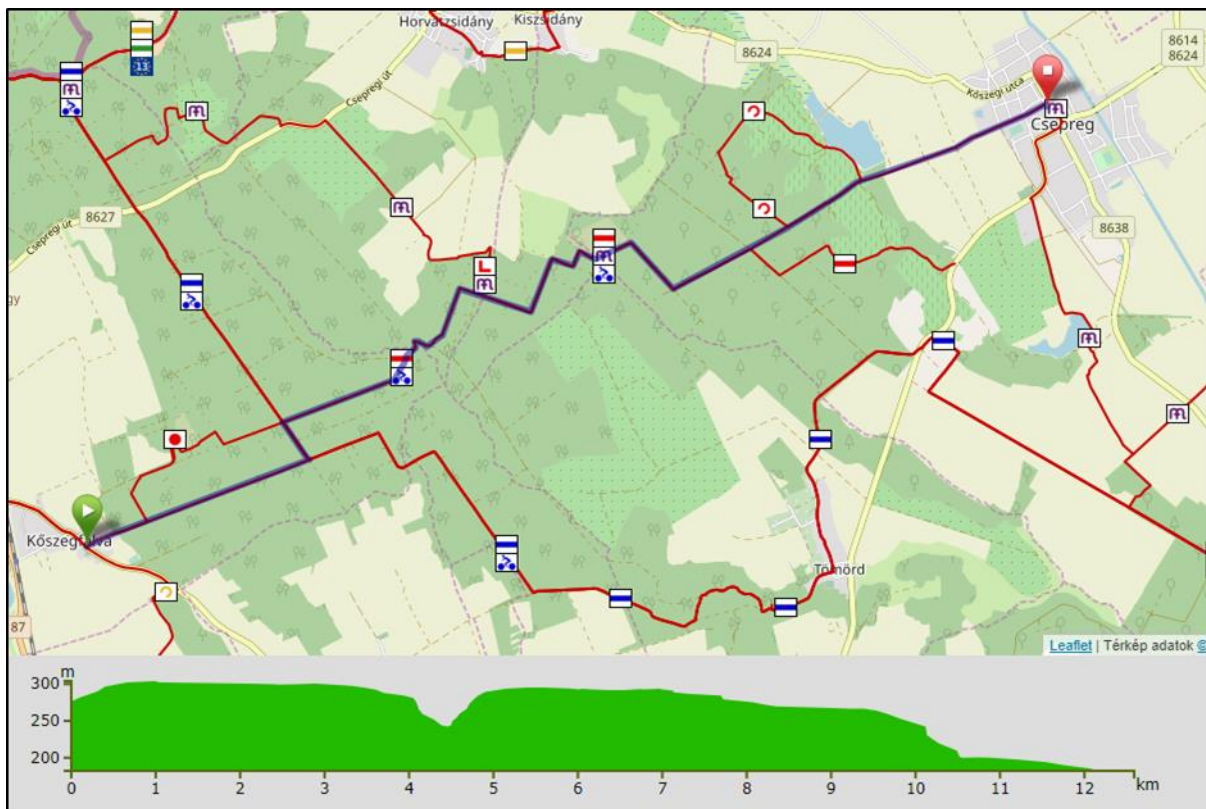 Horvátzsidány
Kiszsidány
8624
8614
8624
13
Kőszegi utca
Csepregi út
Csepreg
8627
8638
Csepregi út
gy
Kőszegfalva
Tömörd
87
Leaflet | Térkép adatok ©
m
300
250
200
0 1 2 3 4 5 6 7 8 9 10 11 12 km